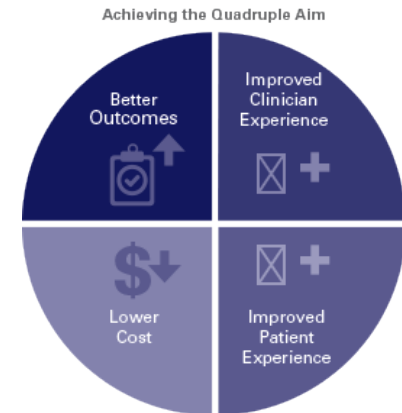 Achieving the Quadruple Aim
Better
Outcomes
Improved
Clinician
Experience
$
Lower
Cost
Improved
Patient
Experience